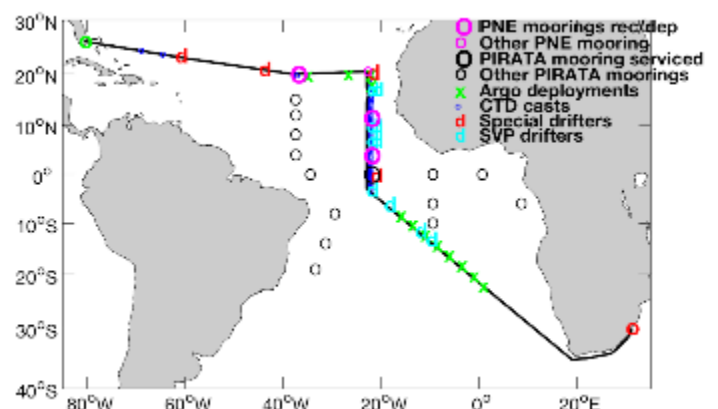 30°N
20°N
10°N
0°
10°S
20°S
30°S
40°S
80°W
60°W
40°W
20°W
0°
20°E
PNE moorings rec/dep
Other PNE mooring
PIRATA mooring serviced
Other PIRATA moorings
Argo deployments
CTD casts
Special drifters
SVP drifters